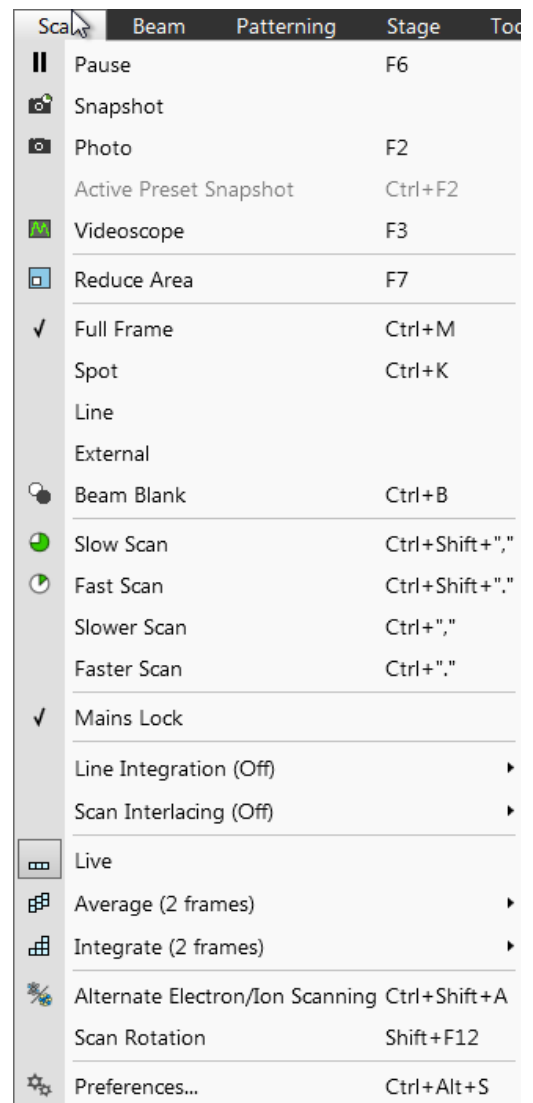 Sca Beam Patterning Stage Too
Pause F6
Snapshot
Photo F2
Active Preset Snapshot Ctrl+F2
Videoscope F3
Reduce Area F7
Full Frame Ctrl+M
Spot Ctrl+K
Line
External
Beam Blank Ctrl+B
Slow Scan Ctrl+Shift+","
Fast Scan Ctrl+Shift+"."
Slower Scan Ctrl+","
Faster Scan Ctrl+"."
Mains Lock
Line Integration (Off)
Scan Interlacing (Off)
Live
Average (2 frames)
Integrate (2 frames)
Alternate Electron/Ion Scanning Ctrl+Shift+A
Scan Rotation Shift+F12
Preferences... Ctrl+Alt+S